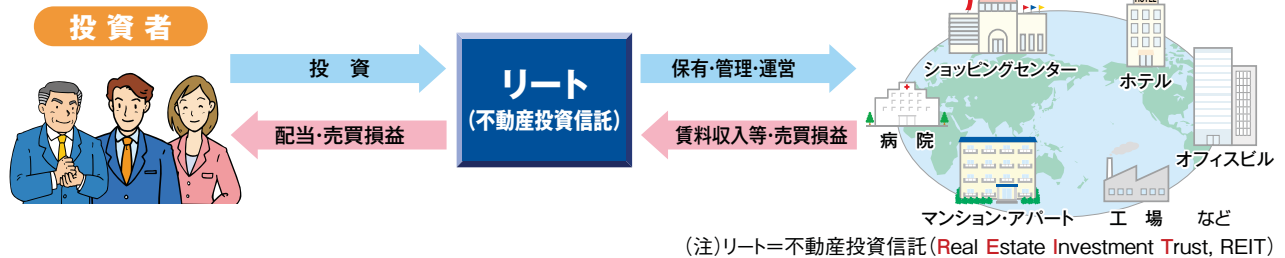 投資者
投　資
配当・売買損益
リート
(不動産投資信託)
保有・管理・運営
賃料収入等・売買損益
HOTEL
ショッピングセンター
ホテル
病　院
オフィスビル
マンション・アパート
工　場　など
(注)リート=不動産投資信託(Real Estate Investment Trust, REIT)